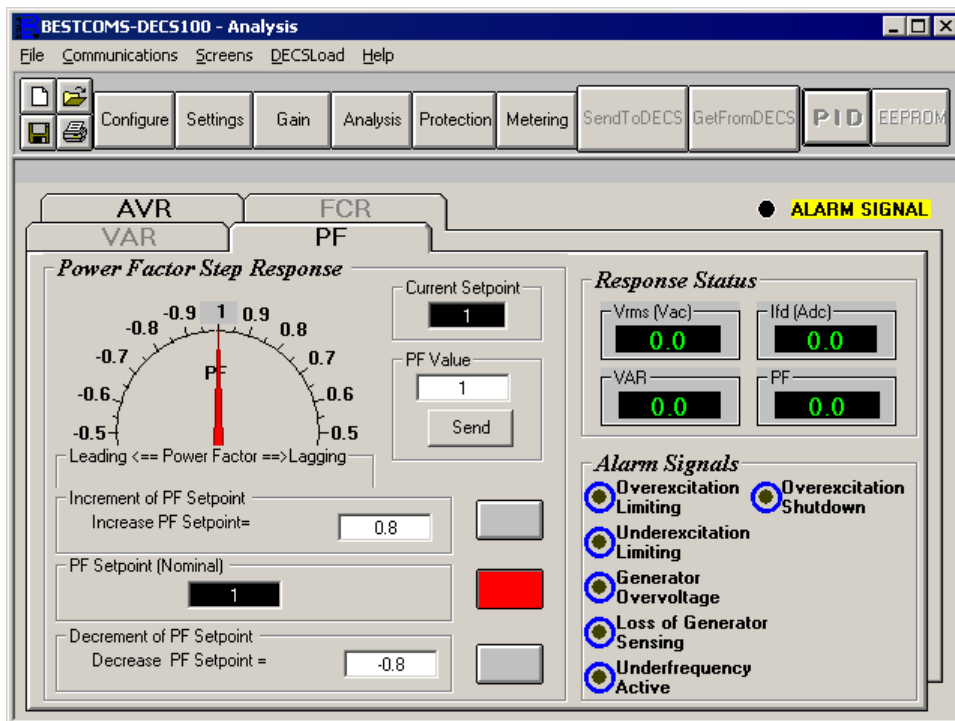 BESTCOMS-DECS100 - Analysis
File Communications Screens DECSLoad Help
Configure Settings Gain Analysis Protection Metering SendToDECS GetFromDECS PID EEPROM
AVR FCR
ALARM SIGNAL
VAR PF
Power Factor Step Response
-0.5 -0.6 -0.7 -0.8 -0.9 1 0.9 0.8 0.7 0.6 0.5
PF
Leading <== Power Factor ==>Lagging
Current Setpoint
1
PF Value
1
Send
Increment of PF Setpoint
Increase PF Setpoint=
0.8
PF Setpoint (Nominal)
1
Decrement of PF Setpoint
Decrease PF Setpoint =
-0.8
Response Status
Vrms (Vac)
0.0
Ifd (Adc)
0.0
VAR
0.0
PF
0.0
Alarm Signals
Overexcitation
Limiting
Overexcitation
Shutdown
Underexcitation
Limiting
Generator
Overvoltage
Loss of Generator
Sensing
Underfrequency
Active